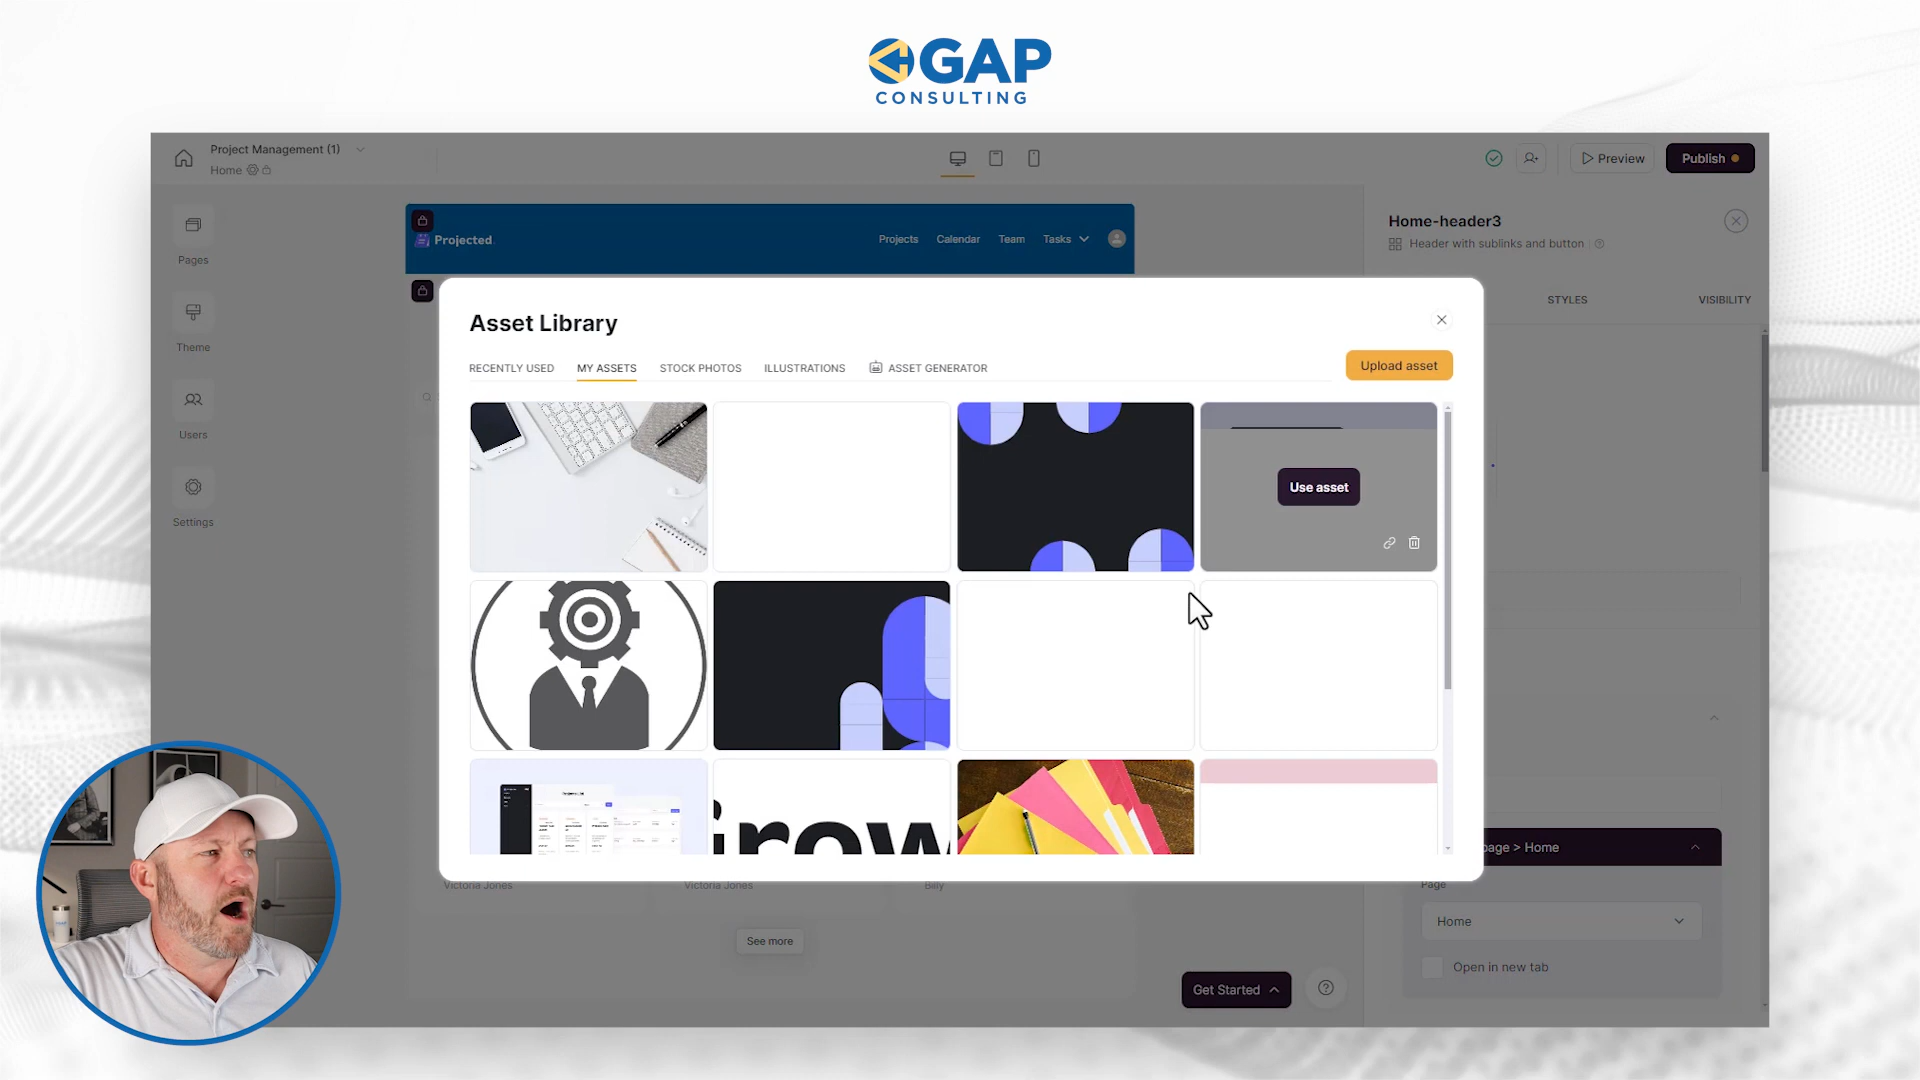 GAP
CONSULTING
Project Management (1)
Home
Preview
Publish
Pages
Theme
Users
Settings
Projected
Projects
Calendar
Team
Tasks
Home-header3
Header with sublinks and button
STYLES
VISIBILITY
Asset Library
RECENTLY USED
MY ASSETS
STOCK PHOTOS
ILLUSTRATIONS
ASSET GENERATOR
Upload asset
Use asset
Victoria Jones
Victoria Jones
Billy
See more
page > Home
Page
Home
Open in new tab
Get Started